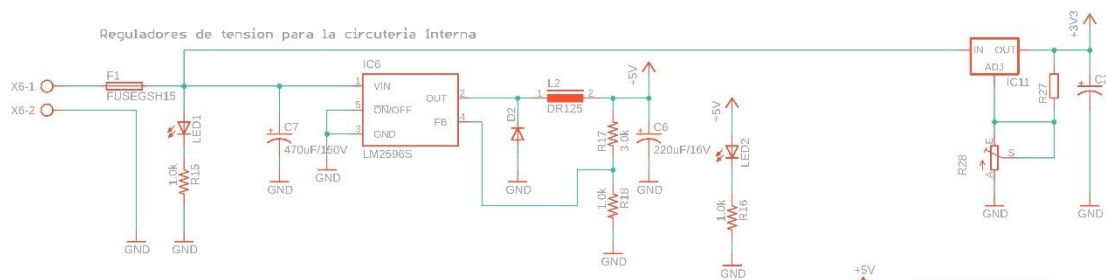 Reguladores de tension para la circuteria Interna
X6-1
X6-2
F1
FUSEGSH15
LED1
1.0k
R15
GND
GND
C7
470uF/150V
GND
IC6
1
VIN
5
ON/OFF
3
GND
OUT
2
FB
4
LM2596S
GND
D2
GND
L2
1
2
DR125
R17
3.0k
1.0k
R18
GND
+5V
C6
220uF/16V
GND
+5V
LED2
1.0k
R16
GND
IN
OUT
ADJ
IC11
R27
+3V3
R28
E
S
A
GND
GND
+5V